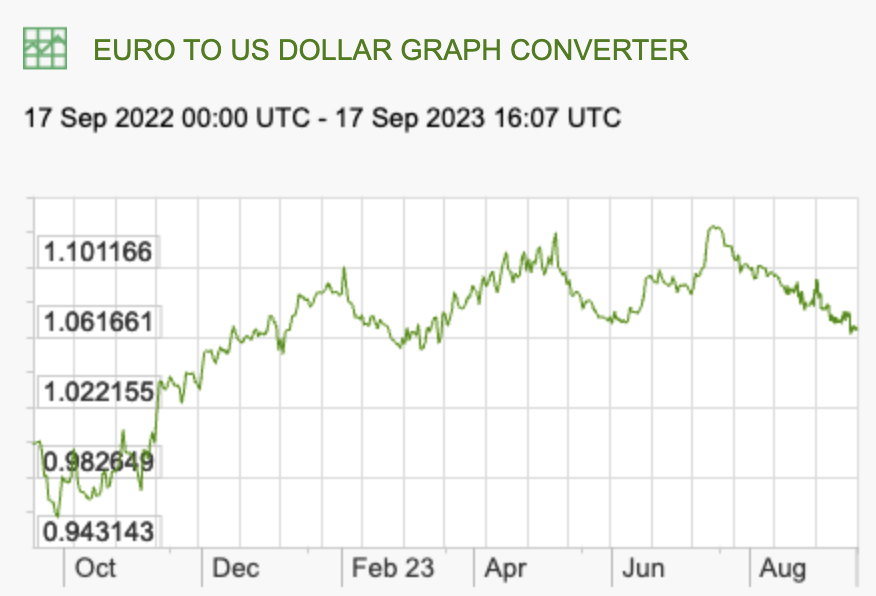 EURO TO US DOLLAR GRAPH CONVERTER
17 Sep 2022 00:00 UTC - 17 Sep 2023 16:07 UTC
1.101166
1.061661
1.022155
0.982649
0.943143
Oct Dec Feb 23 Apr Jun Aug